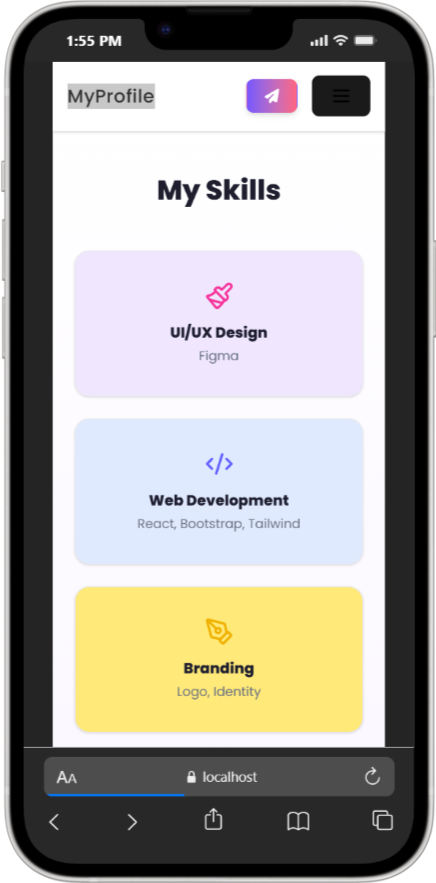 1:55 PM
MyProfile
My Skills
UI/UX Design
Figma
Web Development
React, Bootstrap, Tailwind
Branding
Logo, Identity
AA localhost